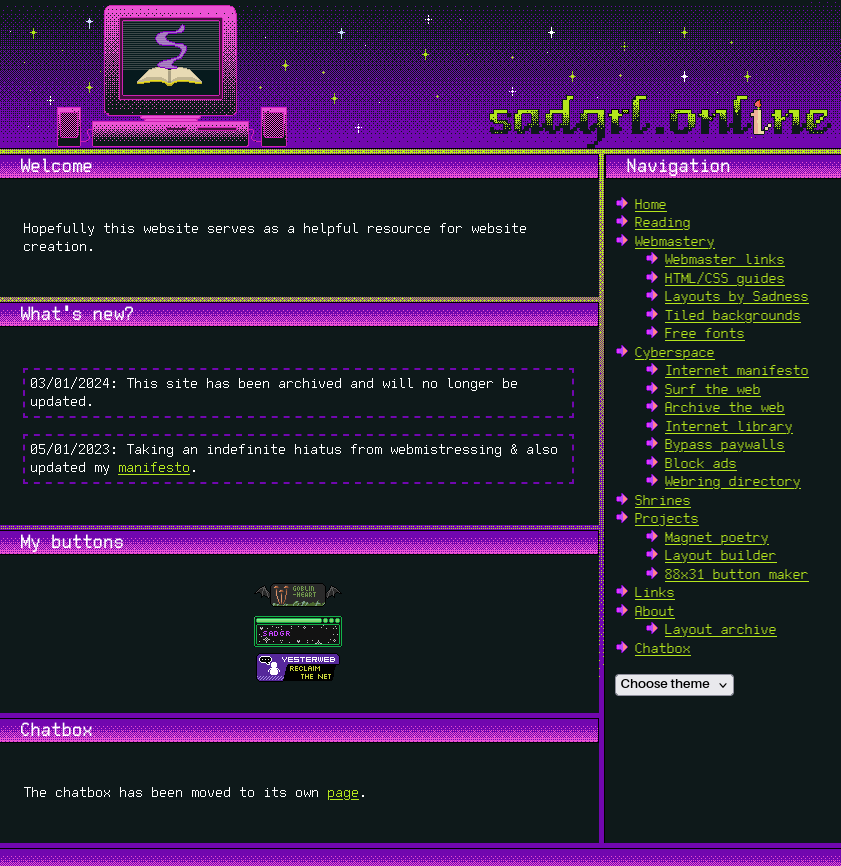 sadgrl.online
Welcome
Hopefully this website serves as a helpful resource for website
creation.
What's new?
03/01/2024: This site has been archived and will no longer be
updated.
05/01/2023: Taking an indefinite hiatus from webmistressing & also
updated my manifesto.
My buttons
GOBLIN
-HEART
SADGR
YESTERWEB
RECLAIM
THE NET
Chatbox
The chatbox has been moved to its own page.
Navigation
Home
Reading
Webmastery
Webmaster links
HTML/CSS guides
Layouts by Sadness
Tiled backgrounds
Free fonts
Cyberspace
Internet manifesto
Surf the web
Archive the web
Internet library
Bypass paywalls
Block ads
Webring directory
Shrines
Projects
Magnet poetry
Layout builder
88x31 button maker
Links
About
Layout archive
Chatbox
Choose theme